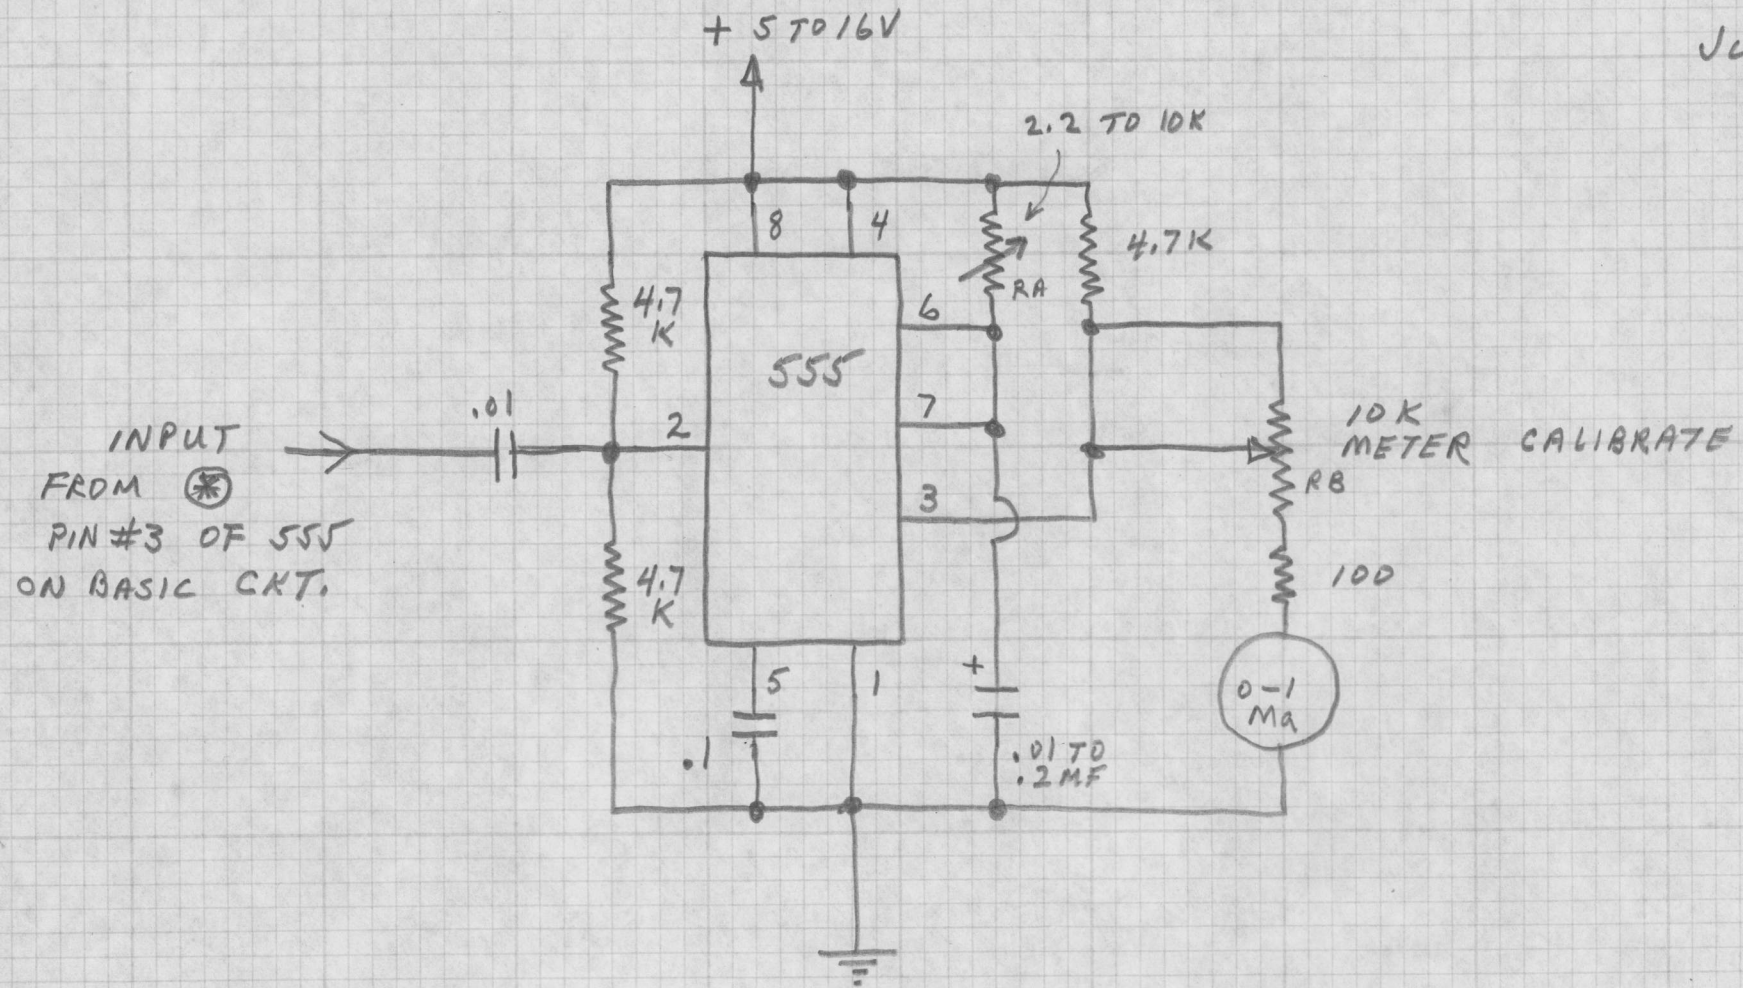 + 5 TO 16V
2.2 TO 10K
8
4
4.7K
4.7
K
6
RA
555
.01
2
7
INPUT
FROM *
PIN #3 OF 555
ON BASIC CKT.
10K
METER CALIBRATE
RB
3
4.7
K
100
5
1
+
0-1
Ma
.1
.01 TO
.2MF